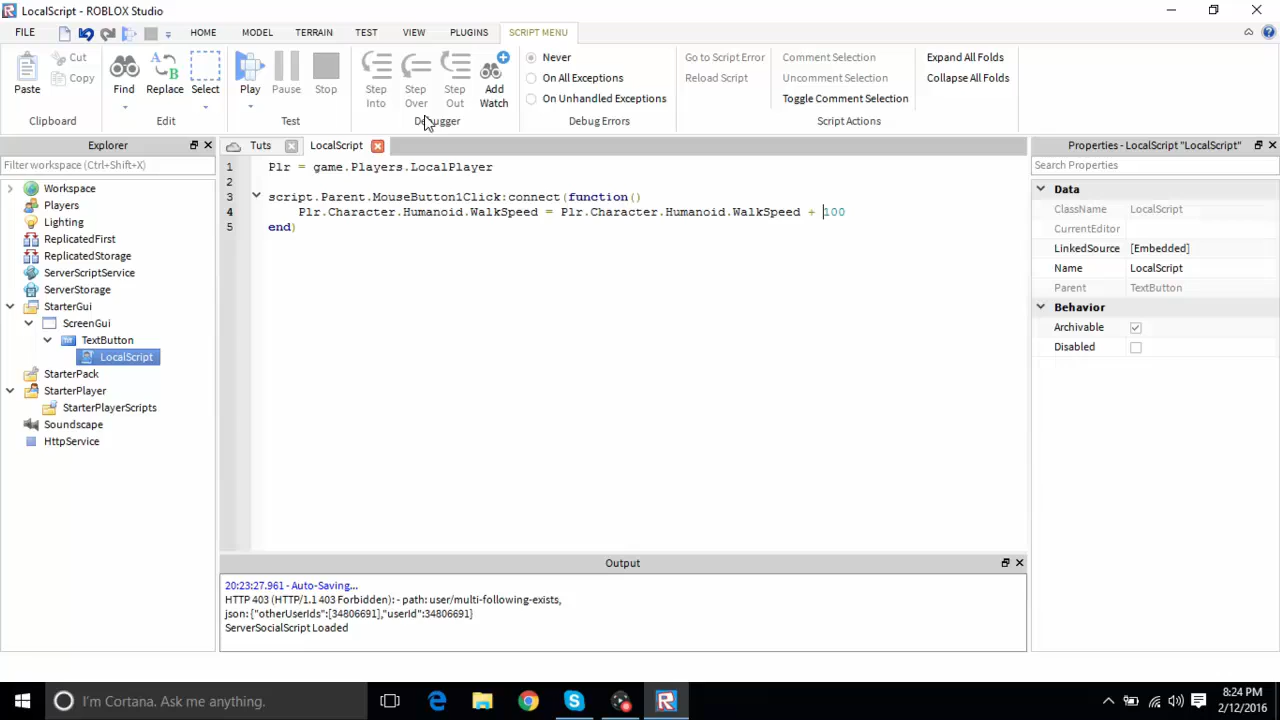 LocalScript - ROBLOX Studio
FILE HOME MODEL TERRAIN TEST VIEW PLUGINS SCRIPT MENU
Paste Cut Copy
Clipboard
Find Replace Select
Edit
Play Pause Stop
Test
Step Into Step Over Step Out Add Watch
Debugger
Never
On All Exceptions
On Unhandled Exceptions
Debug Errors
Go to Script Error
Reload Script
Comment Selection
Uncomment Selection
Toggle Comment Selection
Expand All Folds
Collapse All Folds
Script Actions
Explorer
Filter workspace (Ctrl+Shift+X)
Workspace
Players
Lighting
ReplicatedFirst
ReplicatedStorage
ServerScriptService
ServerStorage
StarterGui
ScreenGui
TextButton
LocalScript
StarterPack
StarterPlayer
StarterPlayerScripts
Soundscape
HttpService
Tuts LocalScript
1 Plr = game.Players.LocalPlayer
2
3 script.Parent.MouseButton1Click:connect(function()
4 Plr.Character.Humanoid.WalkSpeed = Plr.Character.Humanoid.WalkSpeed + 100
5 end)
Output
20:23:27.961 - Auto-Saving...
HTTP 403 (HTTP/1.1 403 Forbidden): - path: user/multi-following-exists,
json: {"otherUserIds":[34806691],"userId":34806691}
ServerSocialScript Loaded
Properties - LocalScript "LocalScript"
Search Properties
Data
ClassName LocalScript
CurrentEditor
LinkedSource [Embedded]
Name LocalScript
Parent TextButton
Behavior
Archivable
Disabled
I'm Cortana. Ask me anything.
8:24 PM
2/12/2016